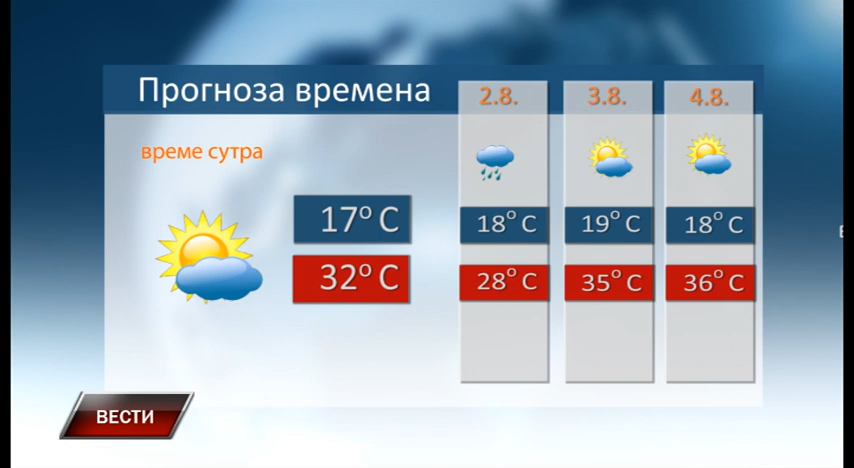 Прогноза времена
време сутра
17° C
32° C
2.8.
3.8.
4.8.
18° C
19° C
18° C
28° C
35° C
36° C
ВЕСТИ